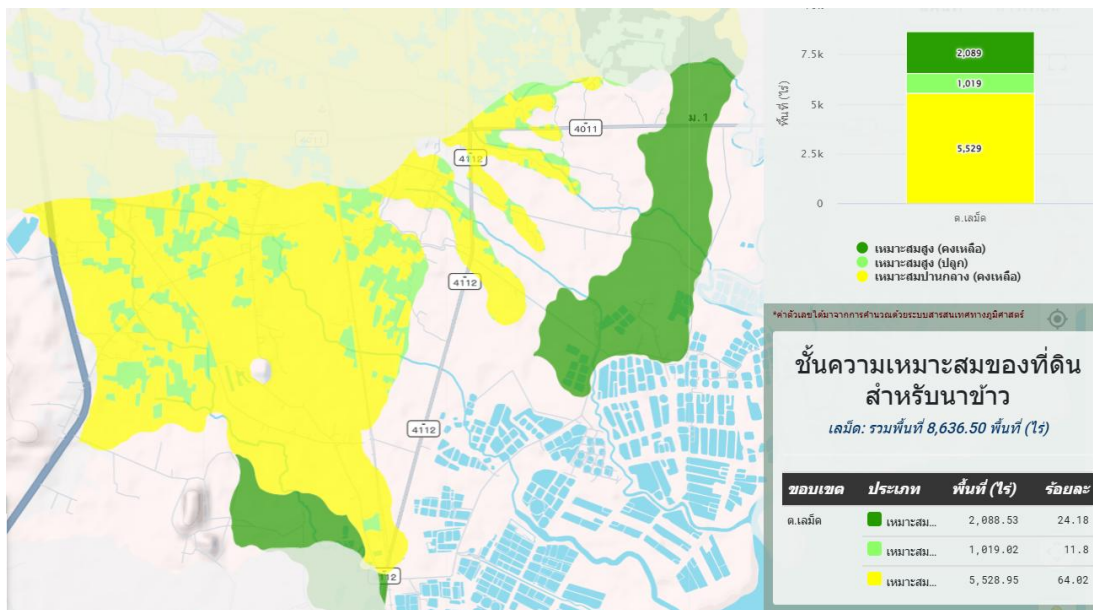 4011
ม.1
4112
4112
4112
7.5k
5k
2.5k
0
พื้นที่ (ไร่)
2,089
1,019
5,529
ต.เลม็ด
เหมาะสมสูง (คงเหลือ)
เหมาะสมสูง (ปลูก)
เหมาะสมปานกลาง (คงเหลือ)
*ค่าตัวเลขได้มาจากการคำนวณด้วยระบบสารสนเทศทางภูมิศาสตร์
ชั้นความเหมาะสมของที่ดิน
สำหรับนาข้าว
เลม็ด: รวมพื้นที่ 8,636.50 พื้นที่ (ไร่)
ขอบเขต ประเภท พื้นที่ (ไร่) ร้อยละ
ต.เลม็ด เหมาะสม... 2,088.53 24.18
เหมาะสม... 1,019.02 11.8
เหมาะสม... 5,528.95 64.02